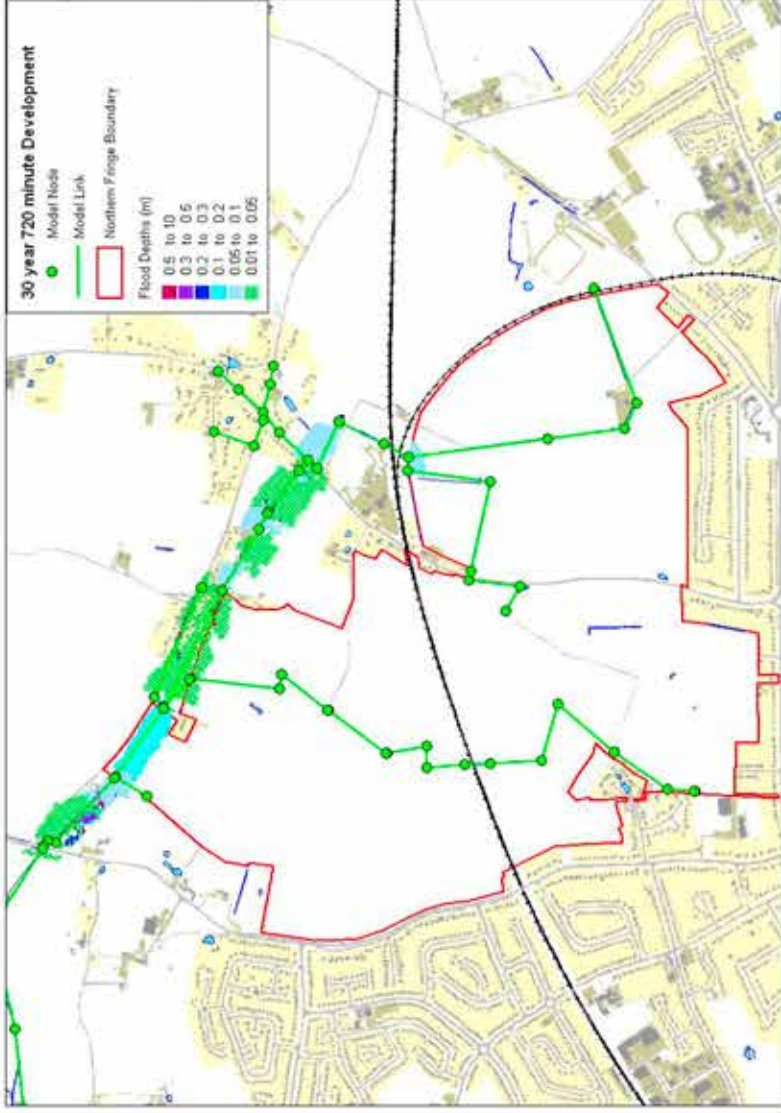 30 year 720 minute Development
Model Node
Model Link
Northern Fringe Boundary
Flood Depths (m)
0.5 to 10
0.3 to 0.5
0.2 to 0.3
0.1 to 0.2
0.05 to 0.1
0.01 to 0.05